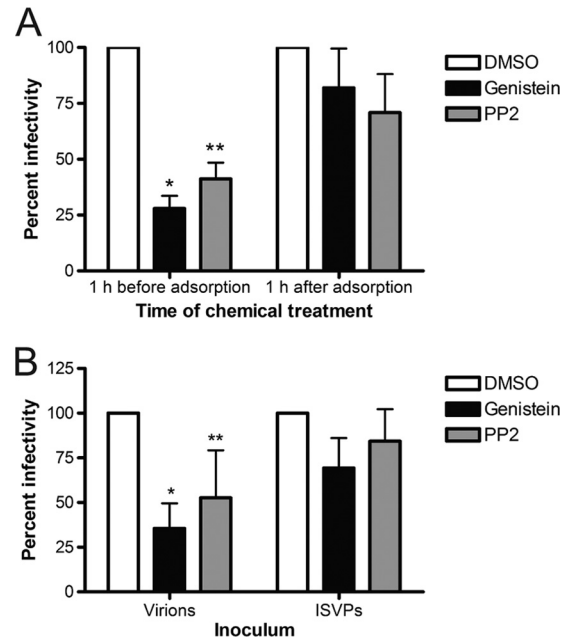 A
100
75
50
25
0
Percent infectivity
*
**
1 h before adsorption
1 h after adsorption
Time of chemical treatment
DMSO
Genistein
PP2
B
125
100
75
50
25
0
Percent infectivity
*
**
Virions
ISVPs
Inoculum
DMSO
Genistein
PP2